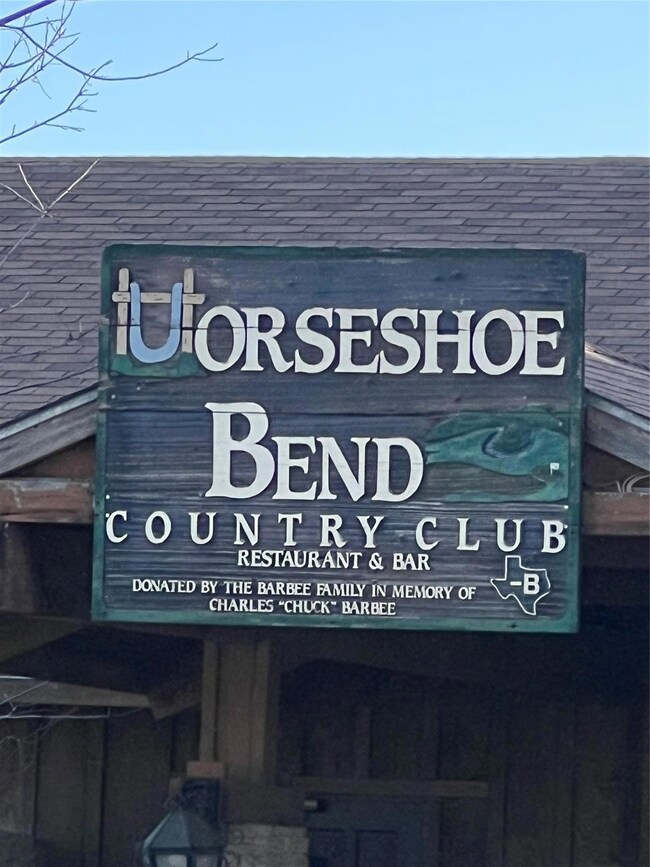 HORSESHOE
BEND
COUNTRY CLUB
RESTAURANT & BAR
DONATED BY THE BARBEE FAMILY IN MEMORY OF
CHARLES "CHUCK" BARBEE
-B